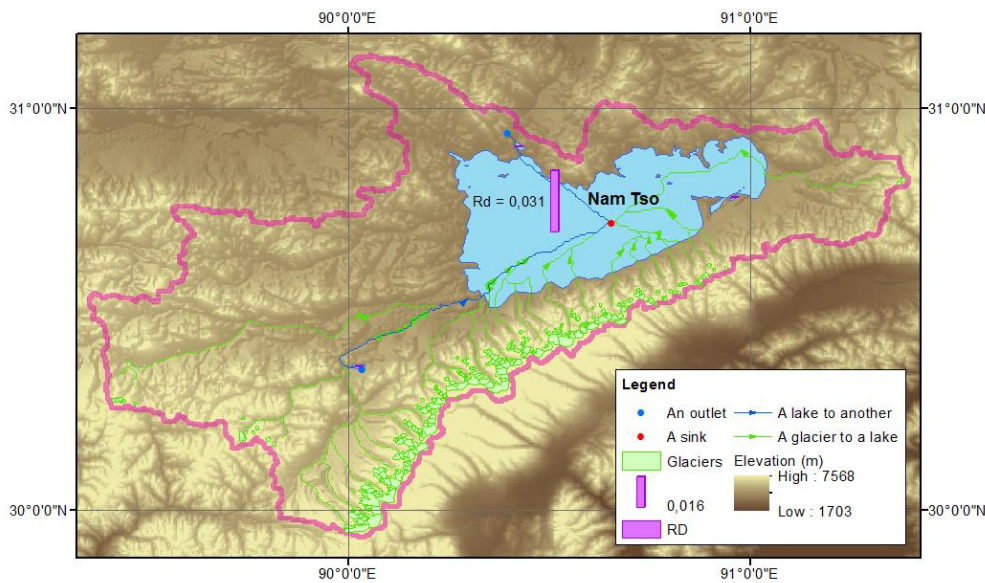 90°0'0"E 91°0'0"E
31°0'0"N 31°0'0"N
Rd = 0,031 Nam Tso
Legend
An outlet A lake to another
A sink A glacier to a lake
Glaciers Elevation (m)
High : 7568
0,016
Low : 1703
RD
30°0'0"N 30°0'0"N
90°0'0"E 91°0'0"E